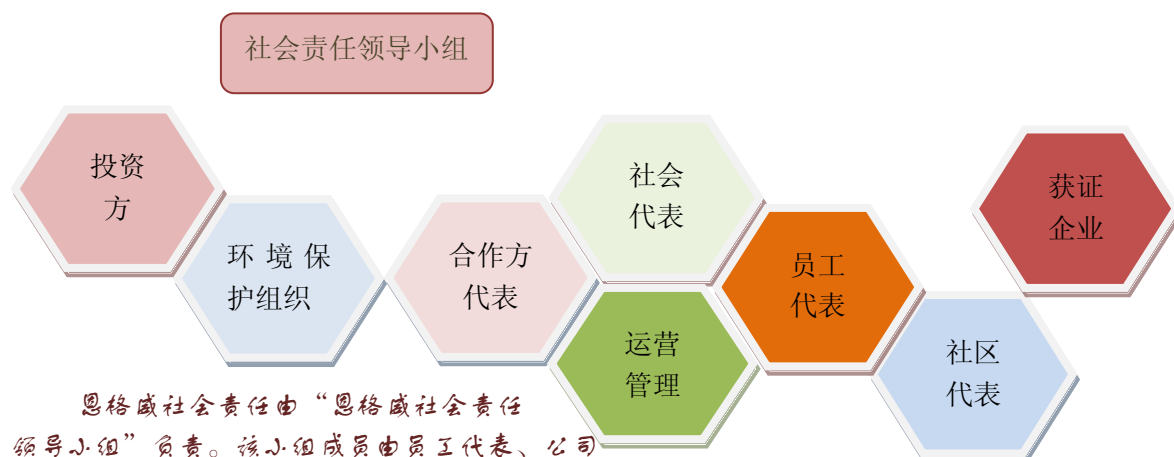 社会责任领导小组
投资
方
环境保
护组织
合作方
代表
社会
代表
运营
管理
员工
代表
社区
代表
获证
企业
恩格威社会责任由“恩格威社会责任
领导小组”负责。该小组成员由员工代表、公司